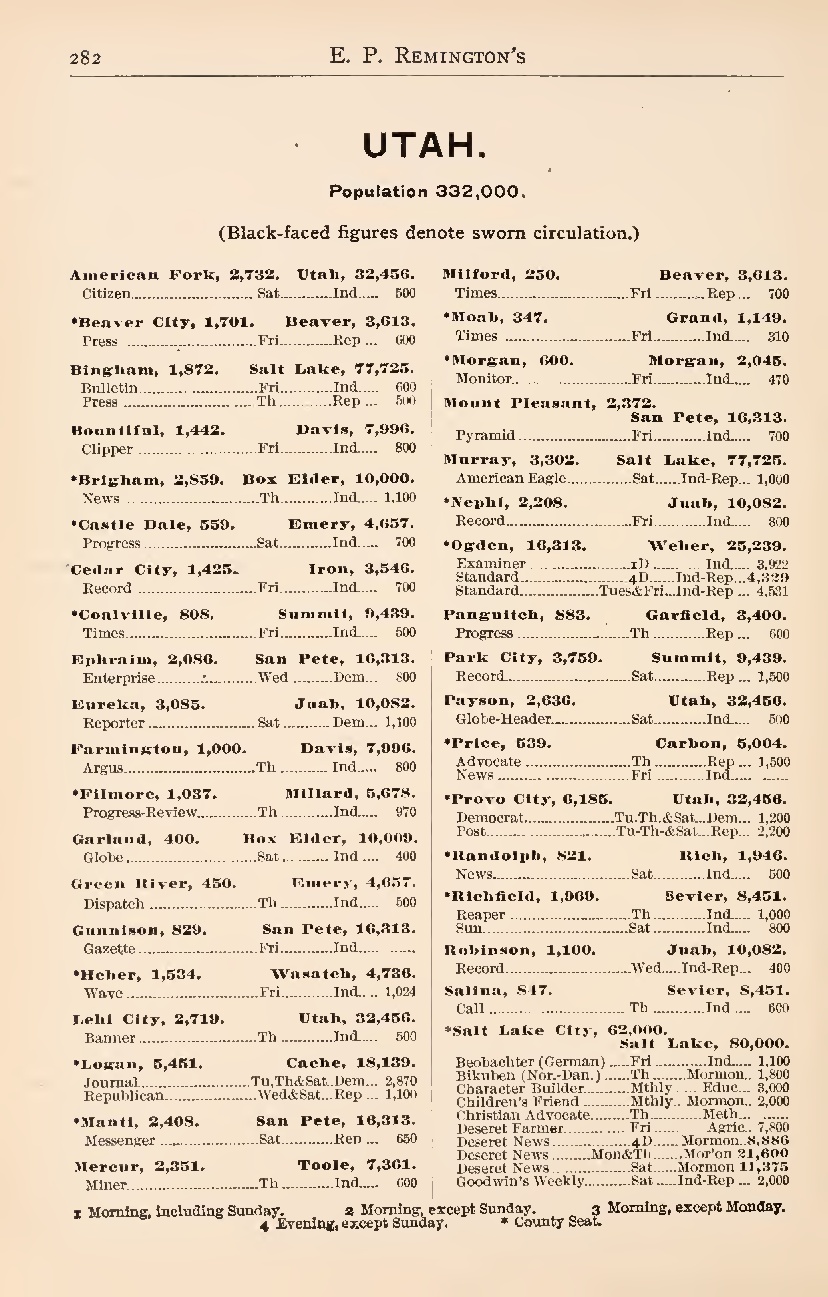 282 E. P. Remington's
UTAH.
Population 332,000.
(Black-faced figures denote sworn circulation.)
American Fork, 2,732. Utah, 32,456.
Citizen Sat Ind 500
*Beaver City, 1,701. Beaver, 3,613.
Press Fri Rep 600
Bingham, 1,872. Salt Lake, 77,725.
Bulletin Fri Ind 600
Press Th Rep 500
Bountiful, 1,442. Davis, 7,996.
Clipper Fri Ind 800
*Brigham, 2,859. Box Elder, 10,000.
News Th Ind 1,100
*Castle Dale, 559. Emery, 4,657.
Progress Sat Ind 700
Cedar City, 1,425. Iron, 3,546.
Record Fri Ind 700
*Coalville, 808. Summit, 9,439.
Times Fri Ind 500
Ephraim, 2,086. San Pete, 16,313.
Enterprise Wed Dem 800
Eureka, 3,085. Juab, 10,082.
Reporter Sat Dem 1,100
Farmington, 1,000. Davis, 7,996.
Argus Th Ind 800
*Filmore, 1,037. Millard, 5,678.
Progress-Review Th Ind 970
Garland, 400. Box Elder, 10,009.
Globe Sat Ind 400
Green River, 450. Emery, 4,657.
Dispatch Th Ind 500
Gunnison, 829. San Pete, 16,313.
Gazette Fri Ind
*Heber, 1,534. Wasatch, 4,736.
Wave Fri Ind 1,024
Lehi City, 2,719. Utah, 32,456.
Banner Th Ind 500
*Logan, 5,451. Cache, 18,139.
Journal Tu,Th&Sat Dem 2,870
Republican Wed&Sat Rep 1,100
*Manti, 2,408. San Pete, 16,313.
Messenger Sat Rep 650
Mercur, 2,351. Toole, 7,361.
Miner Th Ind 600
Milford, 250. Beaver, 3,613.
Times Fri Rep 700
*Moab, 347. Grand, 1,149.
Times Fri Ind 310
*Morgan, 600. Morgan, 2,045.
Monitor Fri Ind 470
Mount Pleasant, 2,372.
San Pete, 16,313.
Pyramid Fri Ind 700
Murray, 3,302. Salt Lake, 77,725.
American Eagle Sat Ind-Rep 1,000
*Nephi, 2,208. Juab, 10,082.
Record Fri Ind 800
*Ogden, 16,313. Weber, 25,239.
Examiner 1D Ind 3,922
Standard 4D Ind-Rep 4,329
Standard Tues&Fri Ind-Rep 4,531
Panguitch, 883. Garfield, 3,400.
Progress Th Rep 600
Park City, 3,759. Summit, 9,439.
Record Sat Rep 1,500
Payson, 2,636. Utah, 32,456.
Globe-Header Sat Ind 500
*Price, 539. Carbon, 5,004.
Advocate Th Rep 1,500
News Fri Ind
*Provo City, 6,185. Utah, 32,456.
Democrat Tu.Th.&Sat Dem 1,200
Post Tu-Th-&Sat Rep 2,200
*Randolph, 821. Rich, 1,946.
News Sat Ind 500
*Richfield, 1,969. Sevier, 8,451.
Reaper Th Ind 1,000
Sun Sat Ind 800
Robinson, 1,100. Juab, 10,082.
Record Wed Ind-Rep 400
Salina, 847. Sevier, 8,451.
Call Th Ind 600
*Salt Lake City, 62,000.
Salt Lake, 80,000.
Beobachter (German) Fri Ind 1,100
Bikuben (Nor.-Dan.) Th Mormon 1,800
Character Builder Mthly Educ 3,000
Children's Friend Mthly Mormon 2,000
Christian Advocate Th Meth
Deseret Farmer Fri Agric 7,800
Deseret News 4D Mormon 8,886
Deseret News Mon&Th Mor'on 21,600
Deseret News Sat Mormon 11,375
Goodwin's Weekly Sat Ind-Rep 2,000
1 Morning, including Sunday. 2 Morning, except Sunday. 3 Morning, except Monday.
4 Evening, except Sunday. * County Seat.